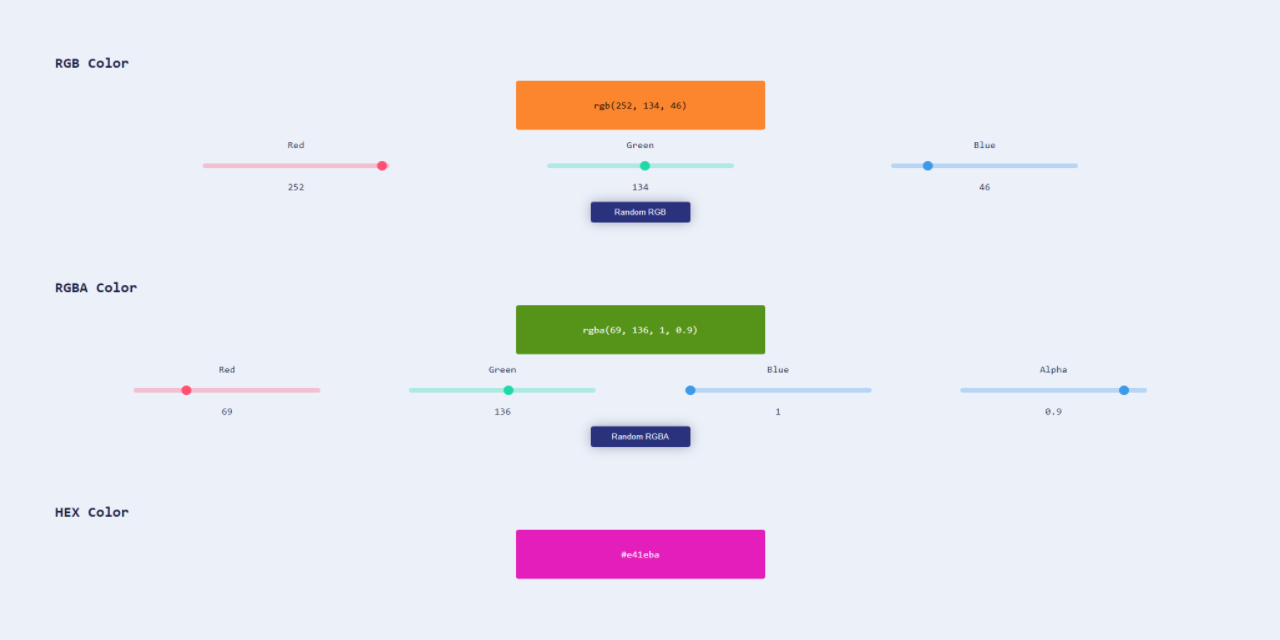 RGB Color
rgb(252, 134, 46)
Red Green Blue
252 134 46
Random RGB
RGBA Color
rgba(69, 136, 1, 0.9)
Red Green Blue Alpha
69 136 1 0.9
Random RGBA
HEX Color
#e41eba